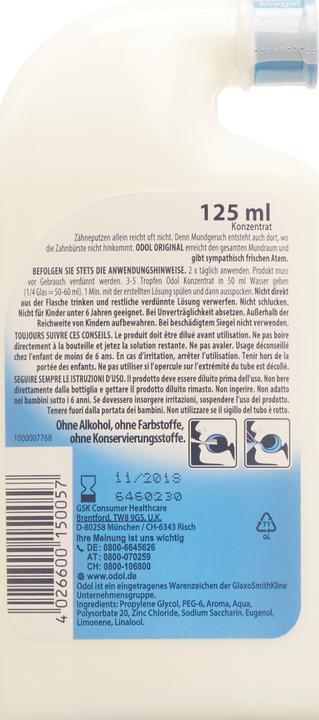 Siegel
125 ml
Konzentrat
Zähneputzen allein reicht oft nicht. Denn Mundgeruch entsteht auch dort, wo
die Zahnbürste nicht hinkommt. ODOL ORIGINAL erreicht den gesamten Mundraum und
gibt sympathisch frischen Atem.
BEFOLGEN SIE STETS DIE ANWENDUNGSHINWEISE. 2 x täglich anwenden. Produkt muss
vor Gebrauch verdünnt werden. 3-5 Tropfen Odol Konzentrat in 50 ml Wasser geben
(1/4 Glas = 50-60 ml). 1 Min. mit der erstellten Lösung spülen und dann ausspucken. Nicht direkt
aus der Flasche trinken und restliche verdünnte Lösung verwerfen. Nicht schlucken.
Nicht für Kinder unter 6 Jahren geeignet. Bei Unverträglichkeit absetzen. Außerhalb der
Reichweite von Kindern aufbewahren. Bei beschädigtem Siegel nicht verwenden.
TOUJOURS SUIVRE CES CONSEILS. Le produit doit être dilué avant utilisation. Ne pas boire
directement à la bouteille et jetez la solution restante. Ne pas avaler. Usage déconseillé
chez l'enfant de moins de 6 ans. En cas d'irritation, arrêter l'utilisation. Tenir hors de la
portée des enfants. Ne pas utiliser si l'opercule sur l'extrémité du tube est décollé.
SEGUIRE SEMPRE LE ISTRUZIONI D'USO. Il prodotto deve essere diluito prima dell'uso. Non bere
direttamente dalla bottiglia e gettare il prodotto diluito rimasto. Non ingerire. Non adatto
nei bambini sotto i 6 anni. Se dovessero insorgere irritazioni, sospendere l'uso del prodotto.
Tenere fuori dalla portata dei bambini. Non utilizzare se il sigillo del tubo è rotto.
Ohne Alkohol, ohne Farbstoffe,
ohne Konservierungsstoffe.
1000007768
11/2018
6460230
GSK Consumer Healthcare
Brentford, TW8 9GS, U.K.
D-80258 München / CH-6343 Risch
Ihre Meinung ist uns wichtig
DE: 0800-6645626
AT: 0800-070259
CH: 0800-106800
www.odol.de
Odol ist ein eingetragenes Warenzeichen der GlaxoSmithKline
Unternehmensgruppe.
Ingredients: Propylene Glycol, PEG-6, Aroma, Aqua,
Polysorbate 20, Zinc Chloride, Sodium Saccharin, Eugenol,
Limonene, Linalool.
71
GL
4 026600 150057